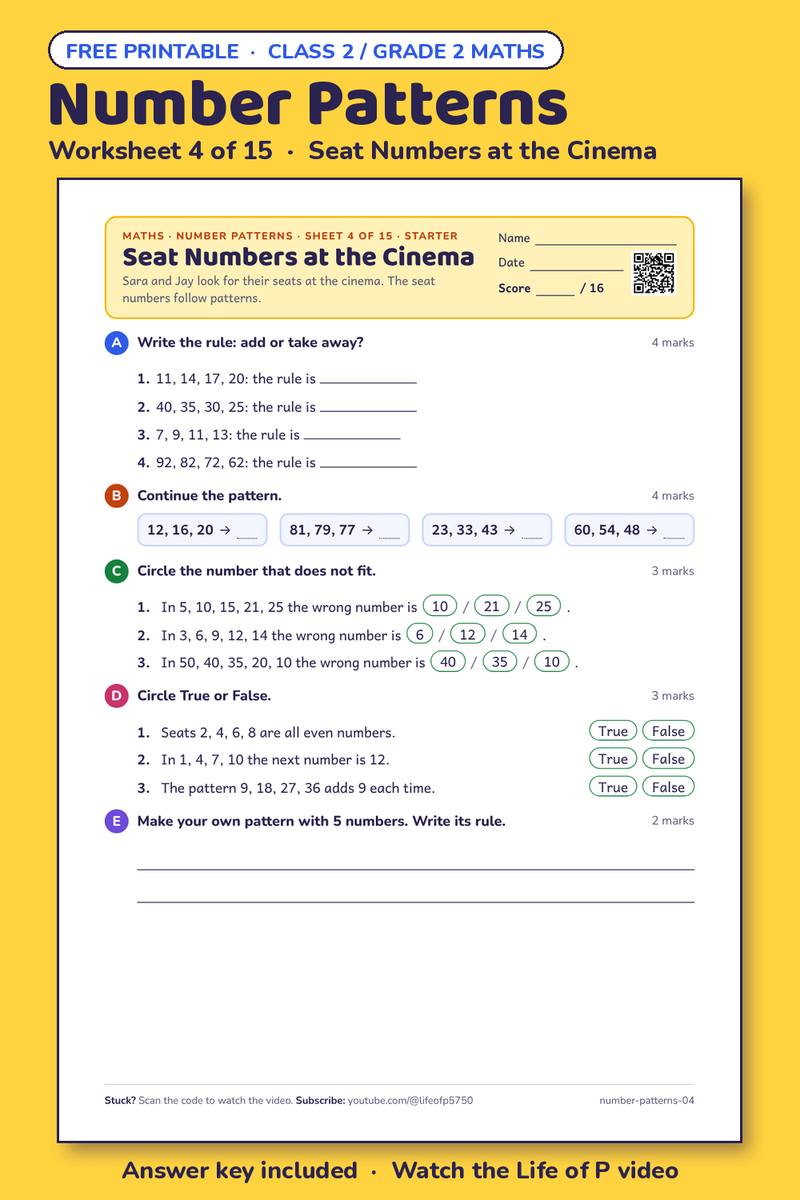 FREE PRINTABLE · CLASS 2 / GRADE 2 MATHS
Number Patterns
Worksheet 4 of 15 · Seat Numbers at the Cinema
MATHS · NUMBER PATTERNS · SHEET 4 OF 15 · STARTER
Seat Numbers at the Cinema
Sara and Jay look for their seats at the cinema. The seat
numbers follow patterns.
Name ____________
Date ____________
Score ______ / 16
A Write the rule: add or take away? 4 marks
1. 11, 14, 17, 20: the rule is ____________
2. 40, 35, 30, 25: the rule is ____________
3. 7, 9, 11, 13: the rule is ____________
4. 92, 82, 72, 62: the rule is ____________
B Continue the pattern. 4 marks
12, 16, 20 → ___ 81, 79, 77 → ___ 23, 33, 43 → ___ 60, 54, 48 → ___
C Circle the number that does not fit. 3 marks
1. In 5, 10, 15, 21, 25 the wrong number is 10 / 21 / 25 .
2. In 3, 6, 9, 12, 14 the wrong number is 6 / 12 / 14 .
3. In 50, 40, 35, 20, 10 the wrong number is 40 / 35 / 10 .
D Circle True or False. 3 marks
1. Seats 2, 4, 6, 8 are all even numbers. True False
2. In 1, 4, 7, 10 the next number is 12. True False
3. The pattern 9, 18, 27, 36 adds 9 each time. True False
E Make your own pattern with 5 numbers. Write its rule. 2 marks
Stuck? Scan the code to watch the video. Subscribe: youtube.com/@lifeofp5750 number-patterns-04
Answer key included · Watch the Life of P video